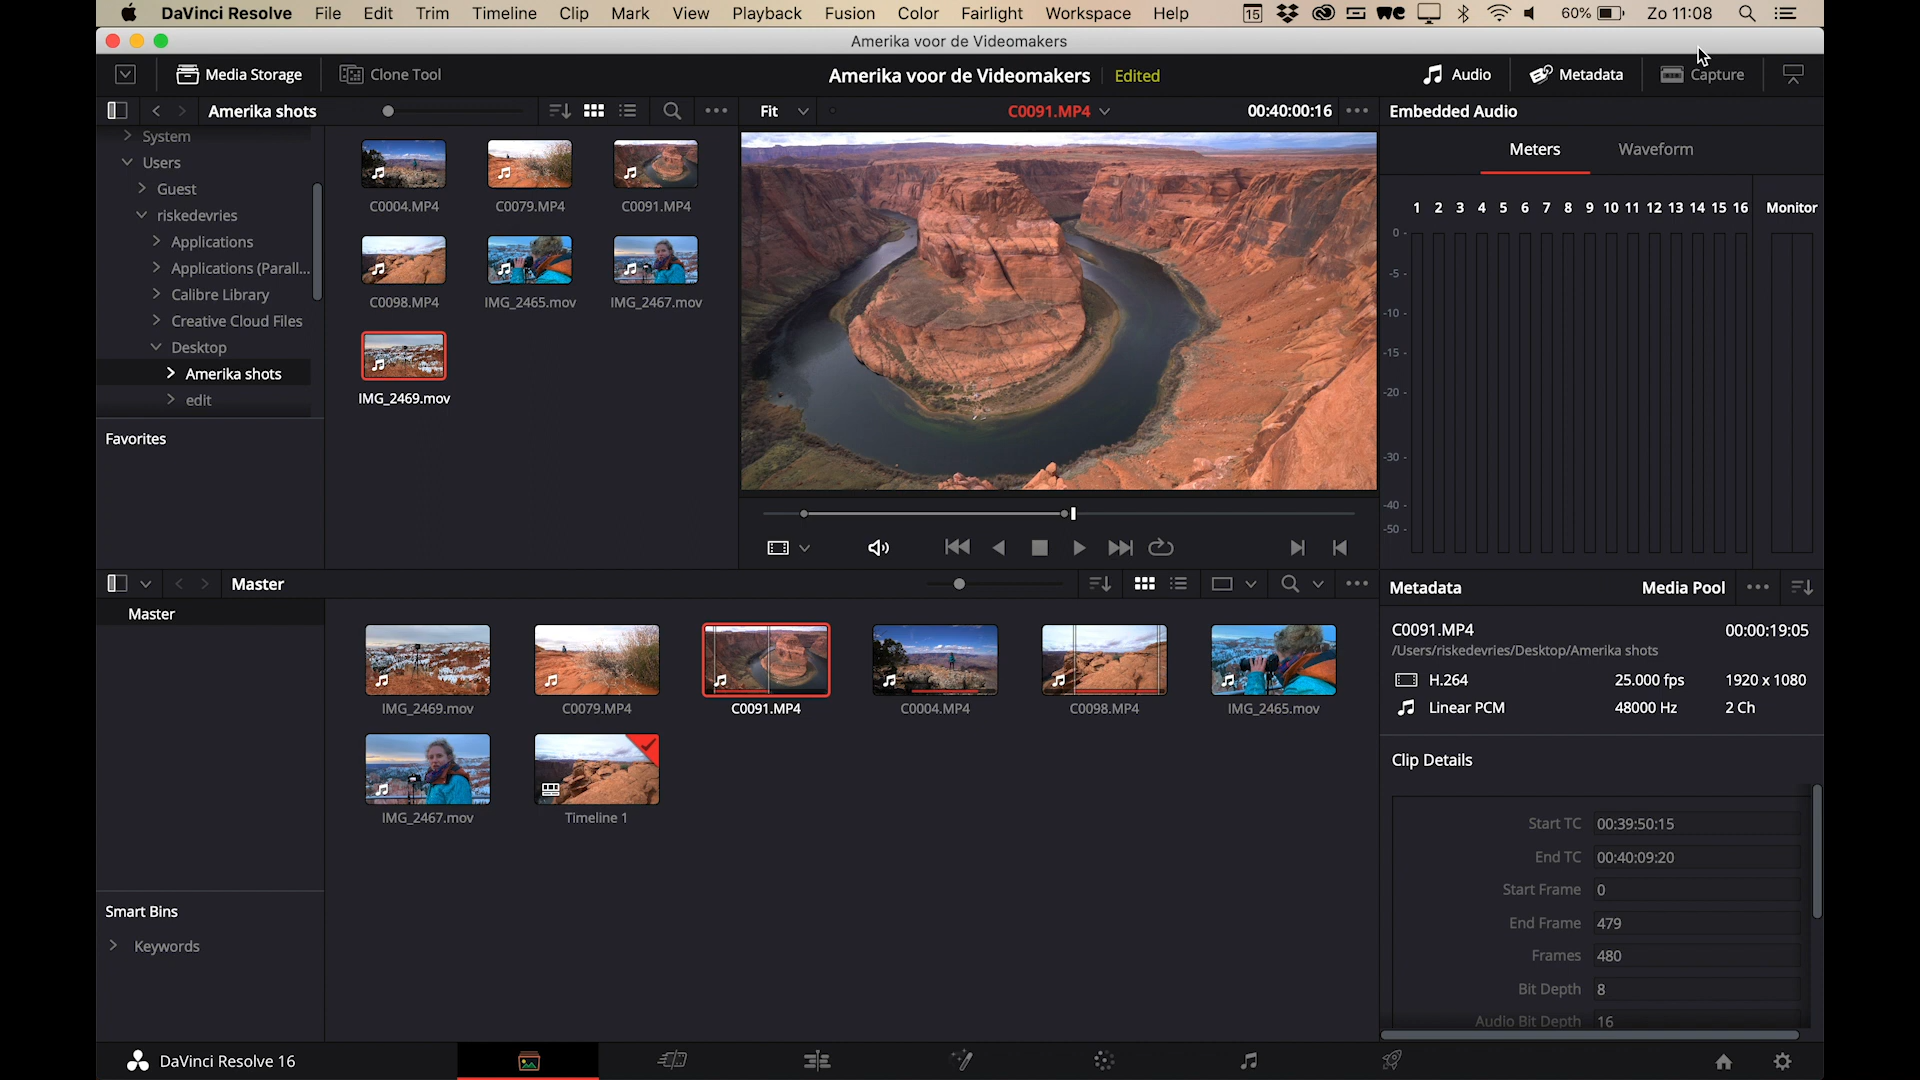 DaVinci Resolve File Edit Trim Timeline Clip Mark View Playback Fusion Color Fairlight Workspace Help 15 60% Zo 11:08
Amerika voor de Videomakers
Media Storage Clone Tool Amerika voor de Videomakers Edited Audio Metadata Capture
Amerika shots Fit C0091.MP4 00:40:00:16 Embedded Audio
System
Users
Guest
riskedevries
Applications
Applications (Parall...
Calibre Library
Creative Cloud Files
Desktop
Amerika shots
edit
Favorites
C0004.MP4 C0079.MP4 C0091.MP4
C0098.MP4 IMG_2465.mov IMG_2467.mov
IMG_2469.mov
Meters Waveform
1 2 3 4 5 6 7 8 9 10 11 12 13 14 15 16 Monitor
0
-5
-10
-15
-20
-30
-40
-50
Master
Master
IMG_2469.mov C0079.MP4 C0091.MP4 C0004.MP4 C0098.MP4 IMG_2465.mov
IMG_2467.mov Timeline 1
Smart Bins
Keywords
Metadata Media Pool
C0091.MP4 00:00:19:05
/Users/riskedevries/Desktop/Amerika shots
H.264 25.000 fps 1920 x 1080
Linear PCM 48000 Hz 2 Ch
Clip Details
Start TC 00:39:50:15
End TC 00:40:09:20
Start Frame 0
End Frame 479
Frames 480
Bit Depth 8
Audio Bit Depth 16
DaVinci Resolve 16